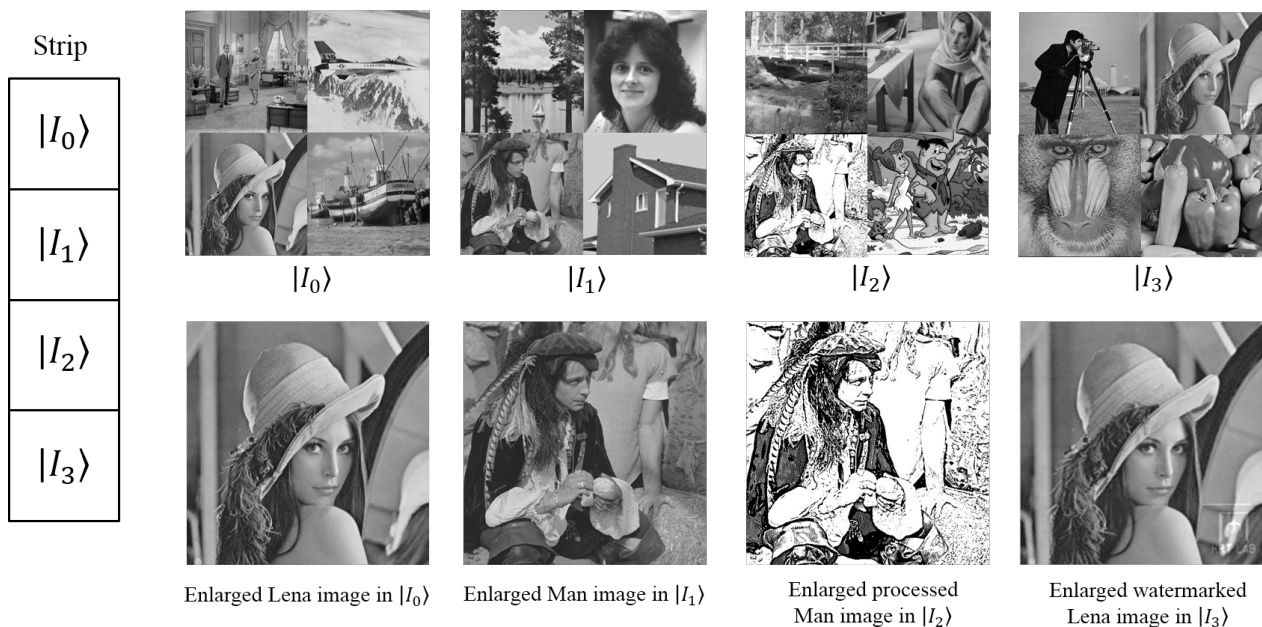 Strip
|I₀⟩
|I₁⟩
|I₂⟩
|I₃⟩
|I₀⟩
|I₁⟩
|I₂⟩
|I₃⟩
Enlarged Lena image in |I₀⟩
Enlarged Man image in |I₁⟩
Enlarged processed
Man image in |I₂⟩
Enlarged watermarked
Lena image in |I₃⟩
LAB